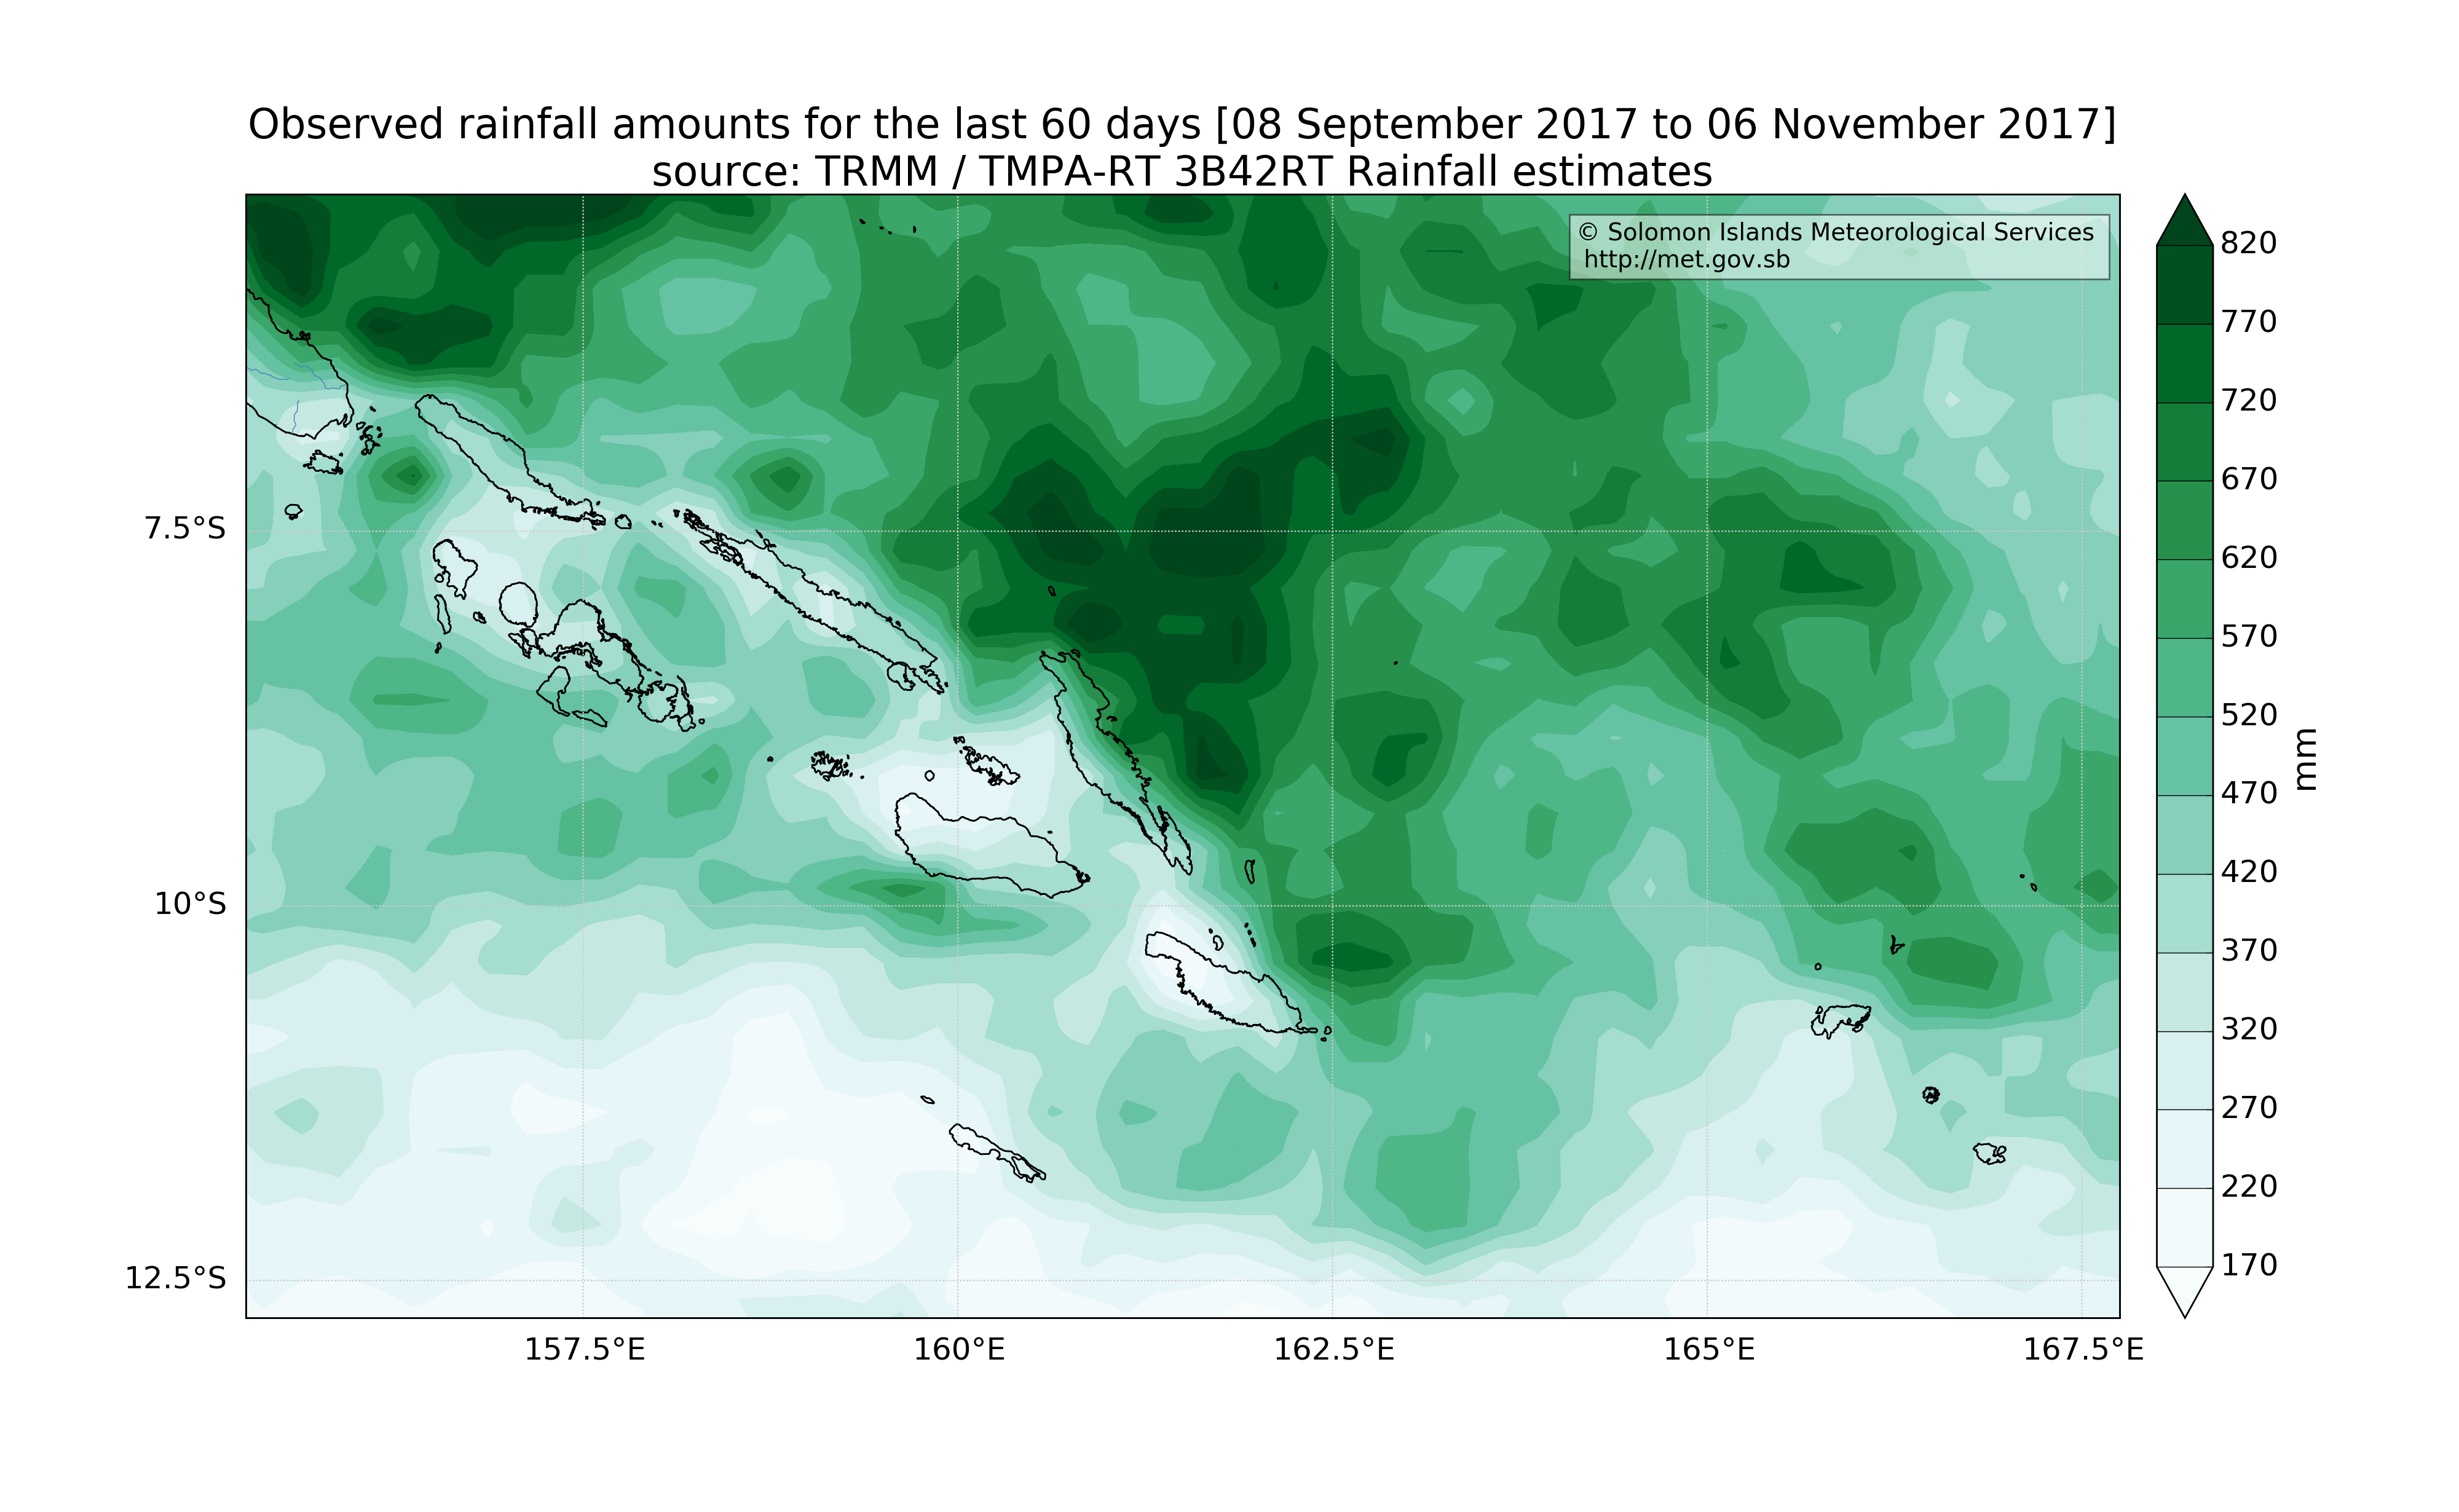 Observed rainfall amounts for the last 60 days [08 September 2017 to 06 November 2017]
source: TRMM / TMPA-RT 3B42RT Rainfall estimates
© Solomon Islands Meteorological Services
http://met.gov.sb
820
770
720
670
620
570
520
470
420
370
320
270
220
170
mm
7.5°S
10°S
12.5°S
157.5°E
160°E
162.5°E
165°E
167.5°E